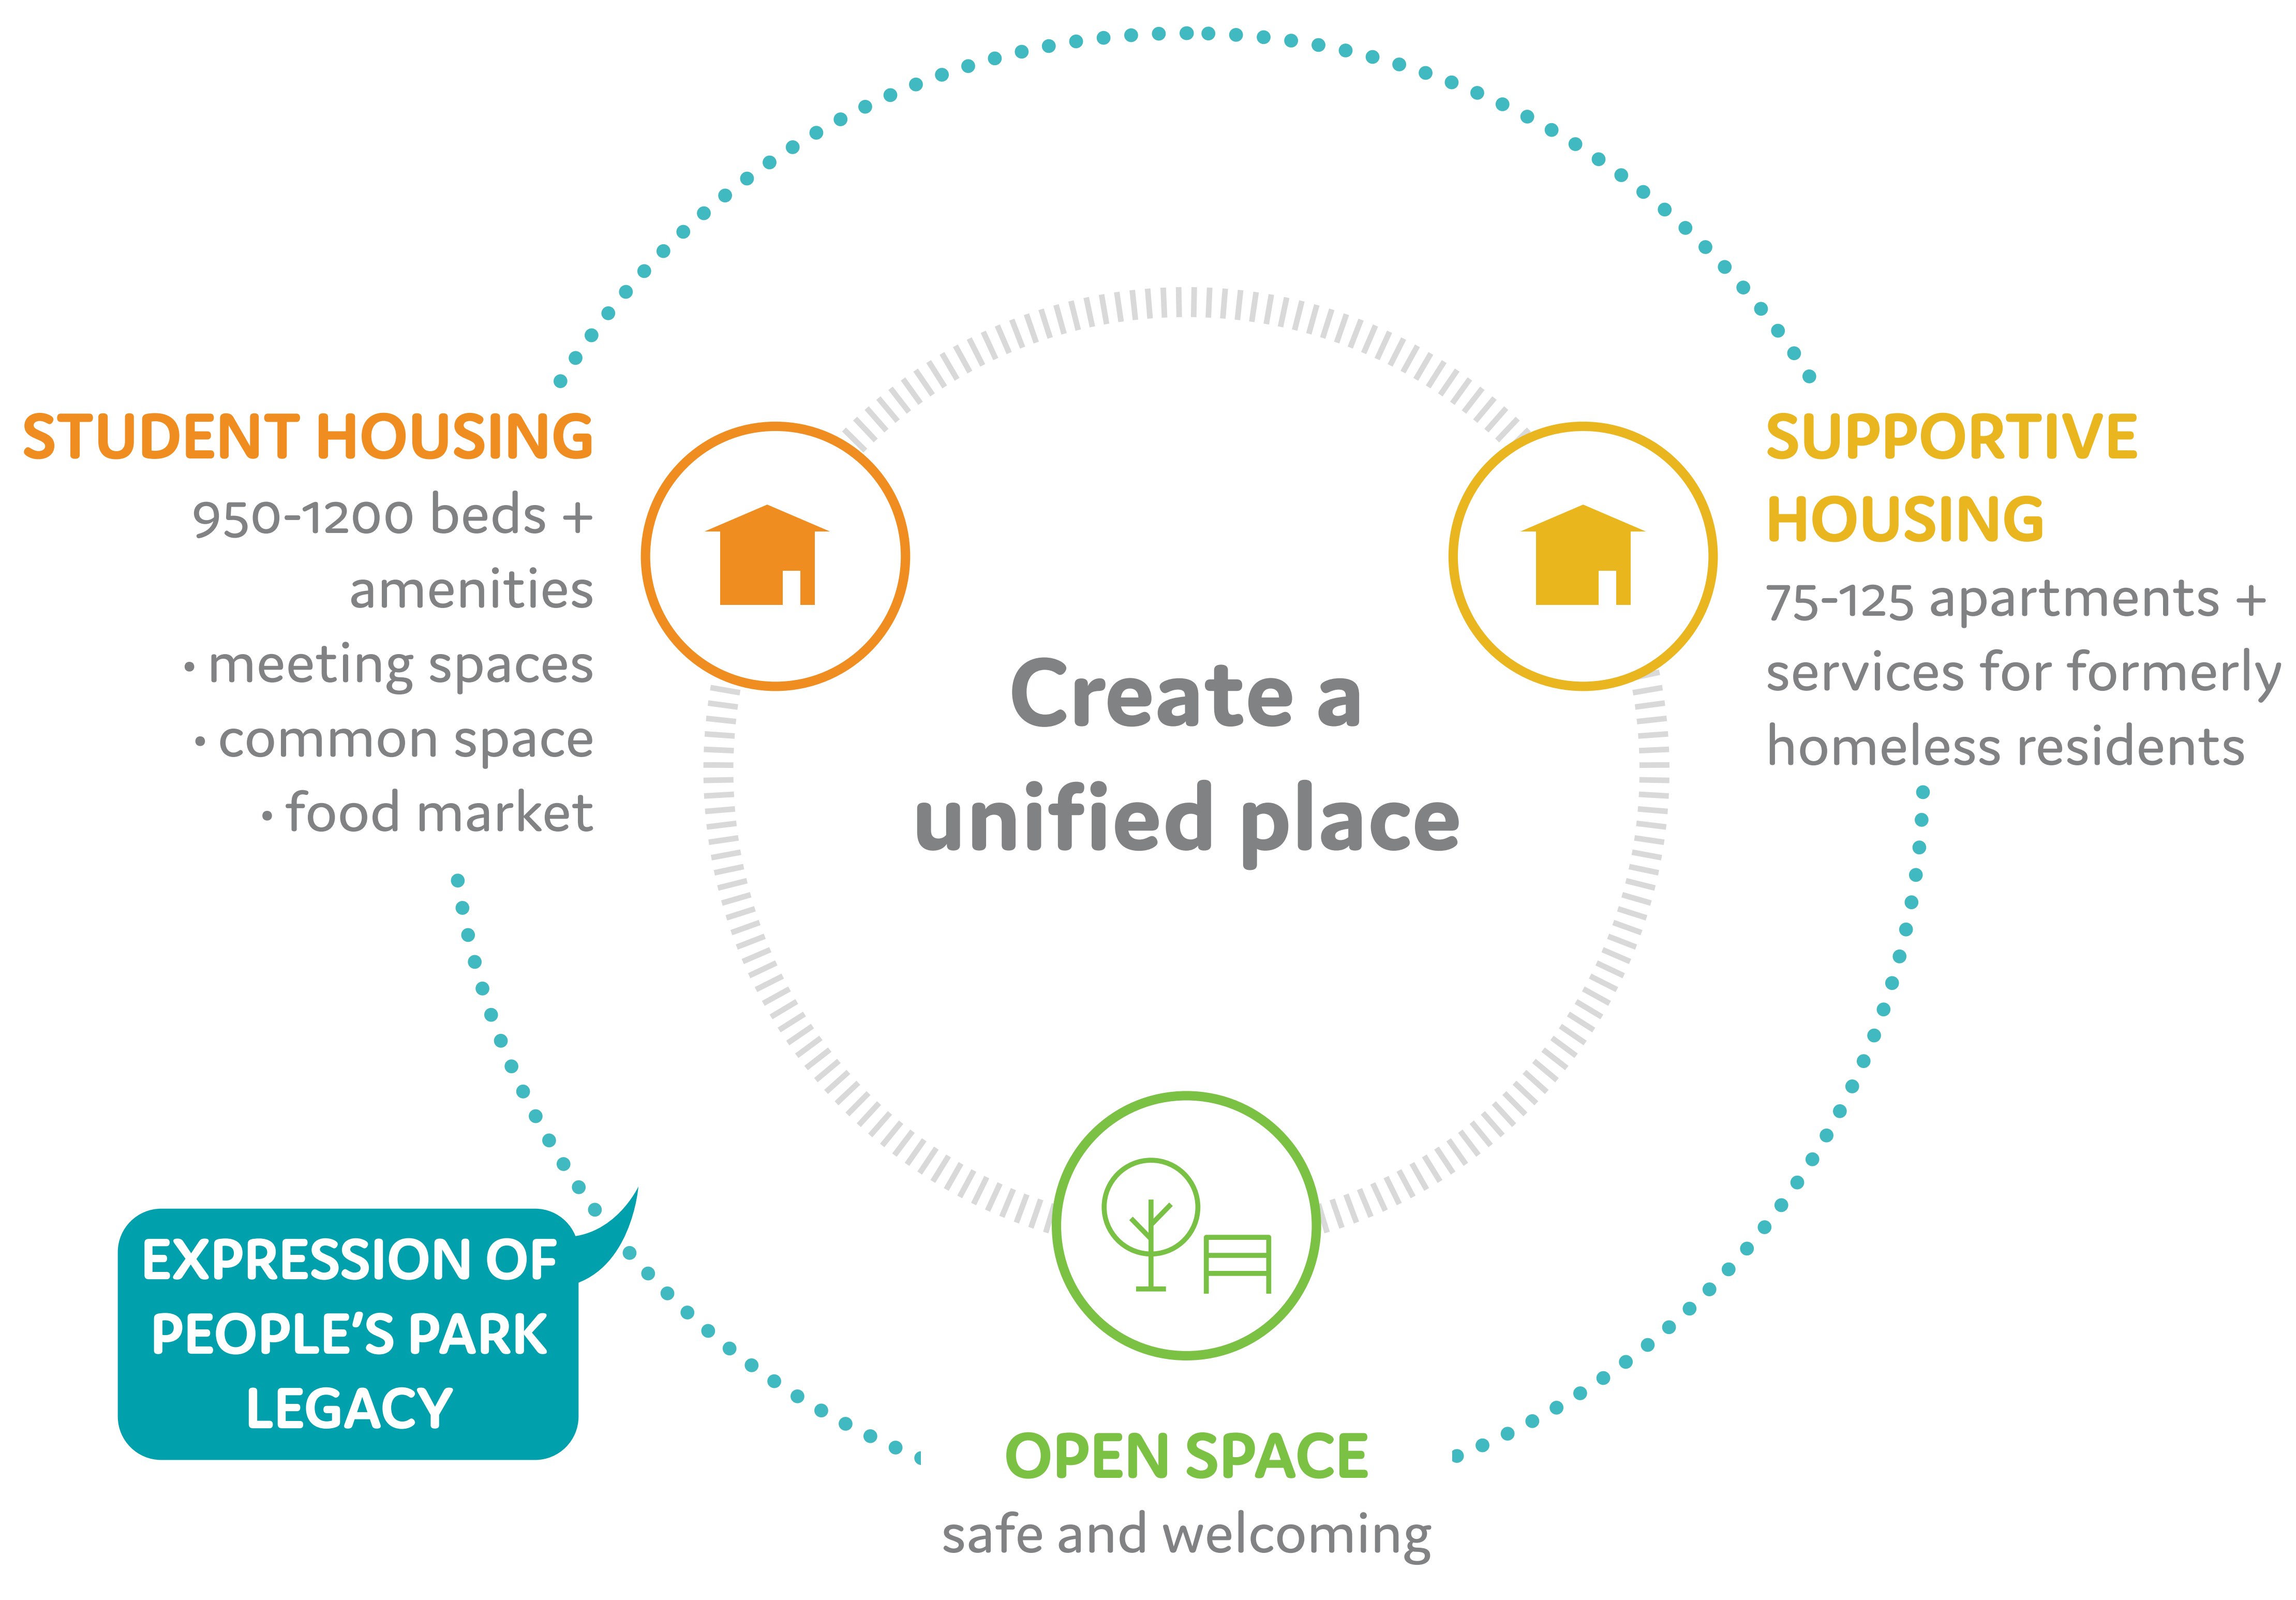 STUDENT HOUSING
950-1200 beds +
amenities
• meeting spaces
• common space
• food market
SUPPORTIVE
HOUSING
75-125 apartments +
services for formerly
homeless residents
Create a
unified place
EXPRESSION OF
PEOPLE'S PARK
LEGACY
OPEN SPACE
safe and welcoming